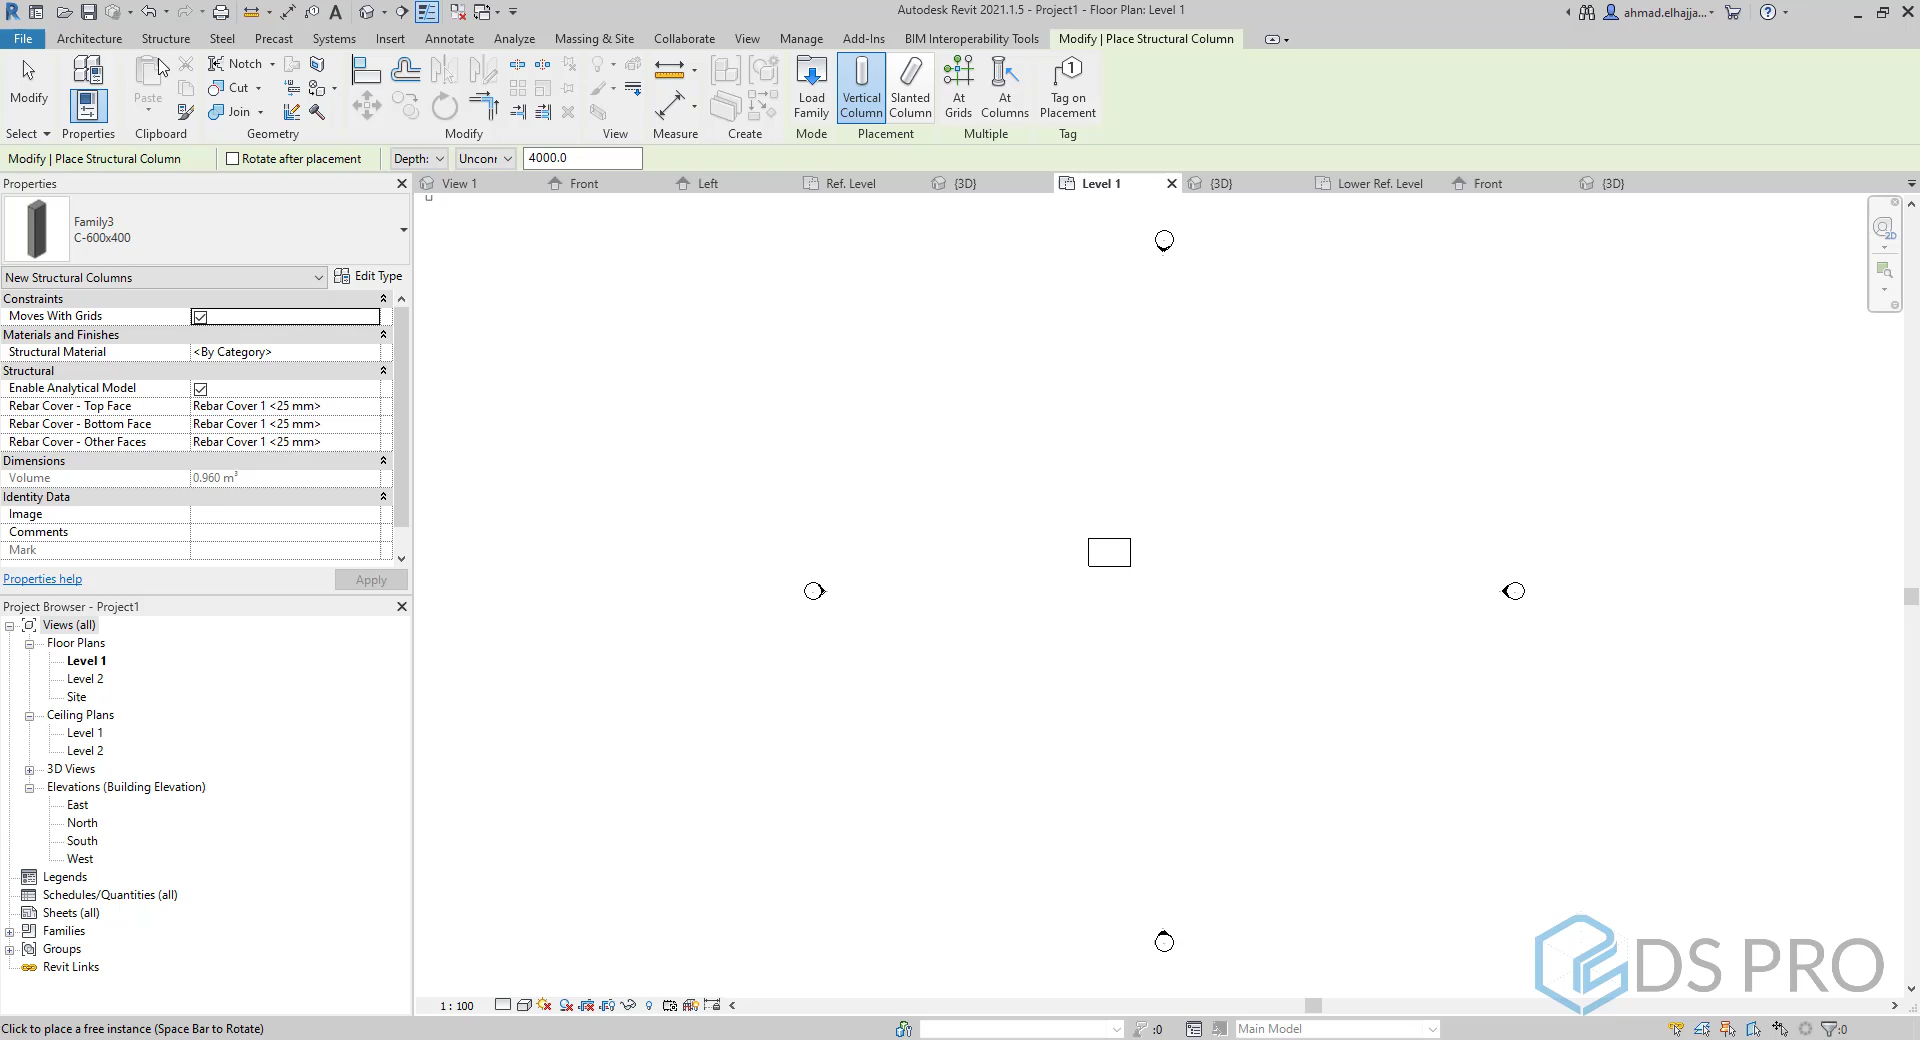 Autodesk Revit 2021.1.5 - Project1 - Floor Plan: Level 1
ahmad.elhajja...
File Architecture Structure Steel Precast Systems Insert Annotate Analyze Massing & Site Collaborate View Manage Add-Ins BIM Interoperability Tools Modify | Place Structural Column
Modify
Select
Properties
Paste
Clipboard
Notch
Cut
Join
Geometry
Modify
View
Measure
Create
Load Family
Mode
Vertical Column
Slanted Column
Placement
At Grids
At Columns
Multiple
Tag on Placement
Tag
Modify | Place Structural Column
Rotate after placement
Depth:
Unconr
4000.0
Properties
View 1 Front Left Ref. Level {3D} Level 1 {3D} Lower Ref. Level Front {3D}
Family3
C-600x400
New Structural Columns
Edit Type
Constraints
Moves With Grids
Materials and Finishes
Structural Material <By Category>
Structural
Enable Analytical Model
Rebar Cover - Top Face Rebar Cover 1 <25 mm>
Rebar Cover - Bottom Face Rebar Cover 1 <25 mm>
Rebar Cover - Other Faces Rebar Cover 1 <25 mm>
Dimensions
Volume 0.960 m³
Identity Data
Image
Comments
Mark
Properties help
Apply
Project Browser - Project1
Views (all)
Floor Plans
Level 1
Level 2
Site
Ceiling Plans
Level 1
Level 2
3D Views
Elevations (Building Elevation)
East
North
South
West
Legends
Schedules/Quantities (all)
Sheets (all)
Families
Groups
Revit Links
2D
DS PRO
1 : 100
Click to place a free instance (Space Bar to Rotate)
:0
Main Model
:0